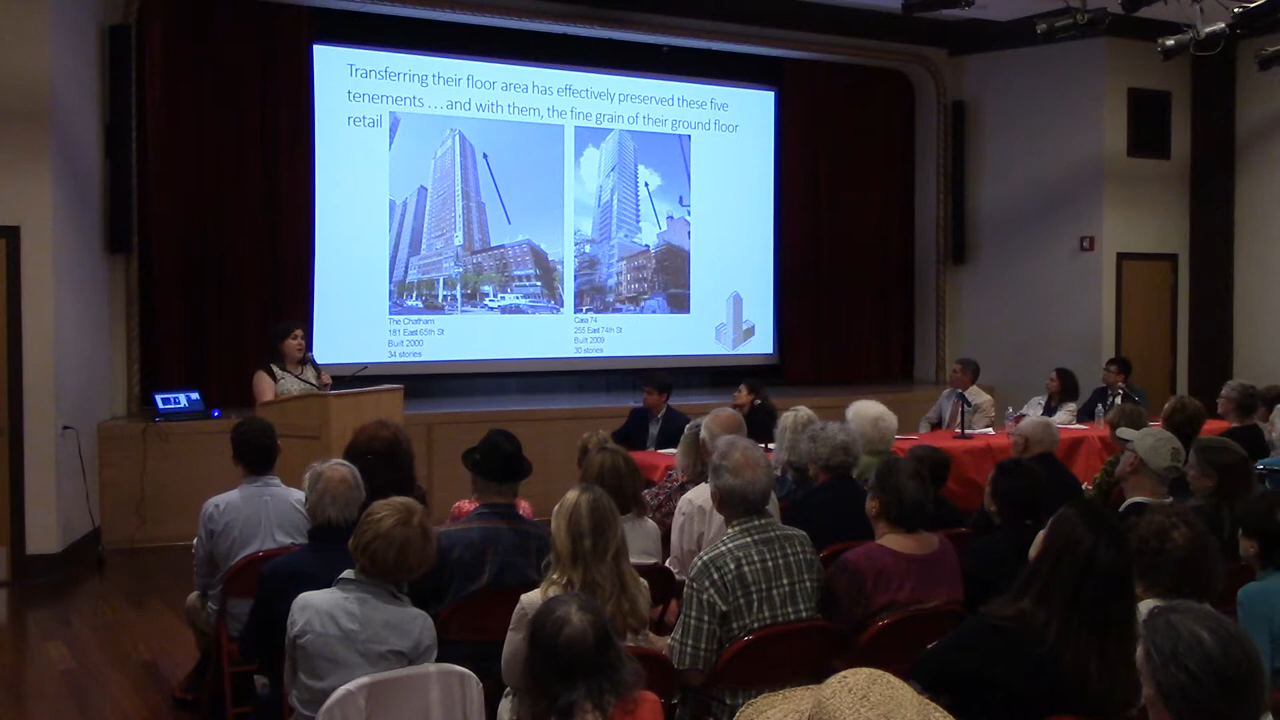 Transferring their floor area has effectively preserved these five
tenements ...and with them, the fine grain of their ground floor
retail
The Chatham
181 East 65th St
Built 2000
34 stories
Casa 74
255 East 74th St
Built 2009
30 stories